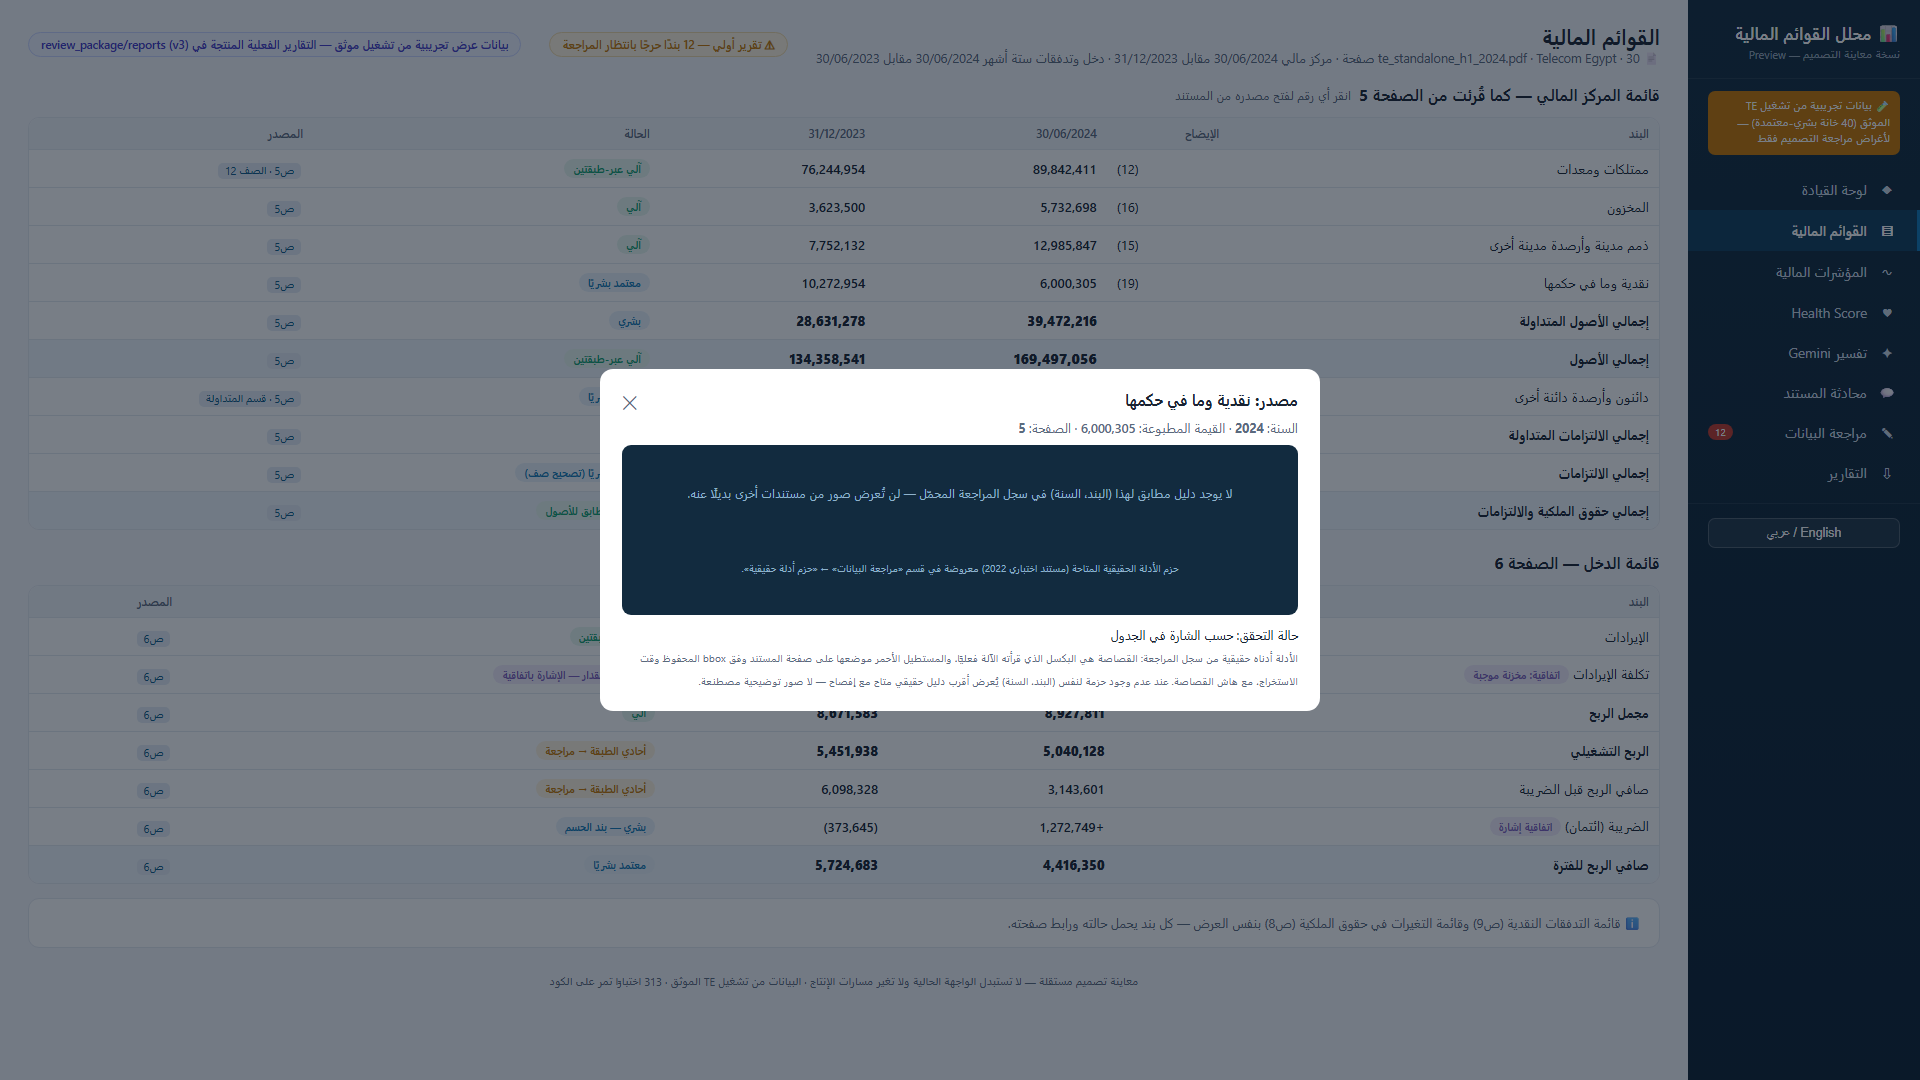 محلل القوائم المالية
نسخة معاينة التصميم — Preview
بيانات تجريبية من تشغيل TE
الموثق (40 خانة بشري-معتمدة) —
لأغراض مراجعة التصميم فقط
لوحة القيادة
القوائم المالية
المؤشرات المالية
Health Score
تفسير Gemini
محادثة المستند
مراجعة البيانات 12
التقارير
عربي / English
القوائم المالية
te_standalone_h1_2024.pdf · Telecom Egypt · 30 صفحة · مركز مالي 30/06/2024 مقابل 31/12/2023 · دخل وتدفقات ستة أشهر 30/06/2024 مقابل 30/06/2023
⚠ تقرير أولي — 12 بندًا حرجًا بانتظار المراجعة
بيانات عرض تجريبية من تشغيل موثق — التقارير الفعلية المنتجة في review_package/reports (v3)
قائمة المركز المالي — كما قُرئت من الصفحة 5 انقر أي رقم لفتح مصدره من المستند
البند الإيضاح 30/06/2024 31/12/2023 الحالة المصدر
ممتلكات ومعدات (12) 89,842,411 76,244,954 آلي عبر-طبقتين ص5 · الصف 12
المخزون (16) 5,732,698 3,623,500 آلي ص5
ذمم مدينة وأرصدة مدينة أخرى (15) 12,985,847 7,752,132 آلي ص5
نقدية وما في حكمها (19) 6,000,305 10,272,954 معتمد بشريًا ص5
إجمالي الأصول المتداولة 39,472,216 28,631,278 بشري ص5
إجمالي الأصول 169,497,056 134,358,541 آلي عبر-طبقتين ص5
دائنون وأرصدة دائنة أخرى ص5 · قسم المتداولة
إجمالي الالتزامات المتداولة ص5
إجمالي الالتزامات (تصحيح صف) ص5
إجمالي حقوق الملكية والالتزامات للأصول ص5
مصدر: نقدية وما في حكمها
السنة: 2024 · القيمة المطبوعة: 6,000,305 · الصفحة: 5
لا يوجد دليل مطابق لهذا (البند، السنة) في سجل المراجعة المحمّل — لن تُعرض صور من مستندات أخرى بديلًا عنه.
حزم الأدلة الحقيقية المتاحة (مستند اختباري 2022) معروضة في قسم «مراجعة البيانات» ← «حزم أدلة حقيقية».
حالة التحقق: حسب الشارة في الجدول
الأدلة أدناه حقيقية من سجل المراجعة: القصاصة هي البكسل الذي قرأته الآلة فعليًا، والمستطيل الأحمر موضعها على صفحة المستند وفق bbox المحفوظ وقت
الاستخراج، مع هاش القصاصة. عند عدم وجود حزمة لنفس (البند، السنة) يُعرض أقرب دليل حقيقي متاح مع إفصاح — لا صور توضيحية مصطنعة.
قائمة الدخل — الصفحة 6
البند المصدر
الإيرادات ص6
تكلفة الإيرادات اتفاقية: مخزنة موجبة — الإشارة باتفاقية ص6
مجمل الربح 8,927,811 8,671,583 آلي ص6
الربح التشغيلي 5,040,128 5,451,938 أحادي الطبقة → مراجعة ص6
صافي الربح قبل الضريبة 3,143,601 6,098,328 أحادي الطبقة → مراجعة ص6
الضريبة (ائتمان) اتفاقية إشارة 1,272,749+ (373,645) بشري — بند الحسم ص6
صافي الربح للفترة 4,416,350 5,724,683 معتمد بشريًا ص6
قائمة التدفقات النقدية (ص9) وقائمة التغيرات في حقوق الملكية (ص8) بنفس العرض — كل بند يحمل حالته ورابط صفحته.
معاينة تصميم مستقلة — لا تستبدل الواجهة الحالية ولا تغير مسارات الإنتاج · البيانات من تشغيل TE الموثق · 313 اختبارًا تمر على الكود